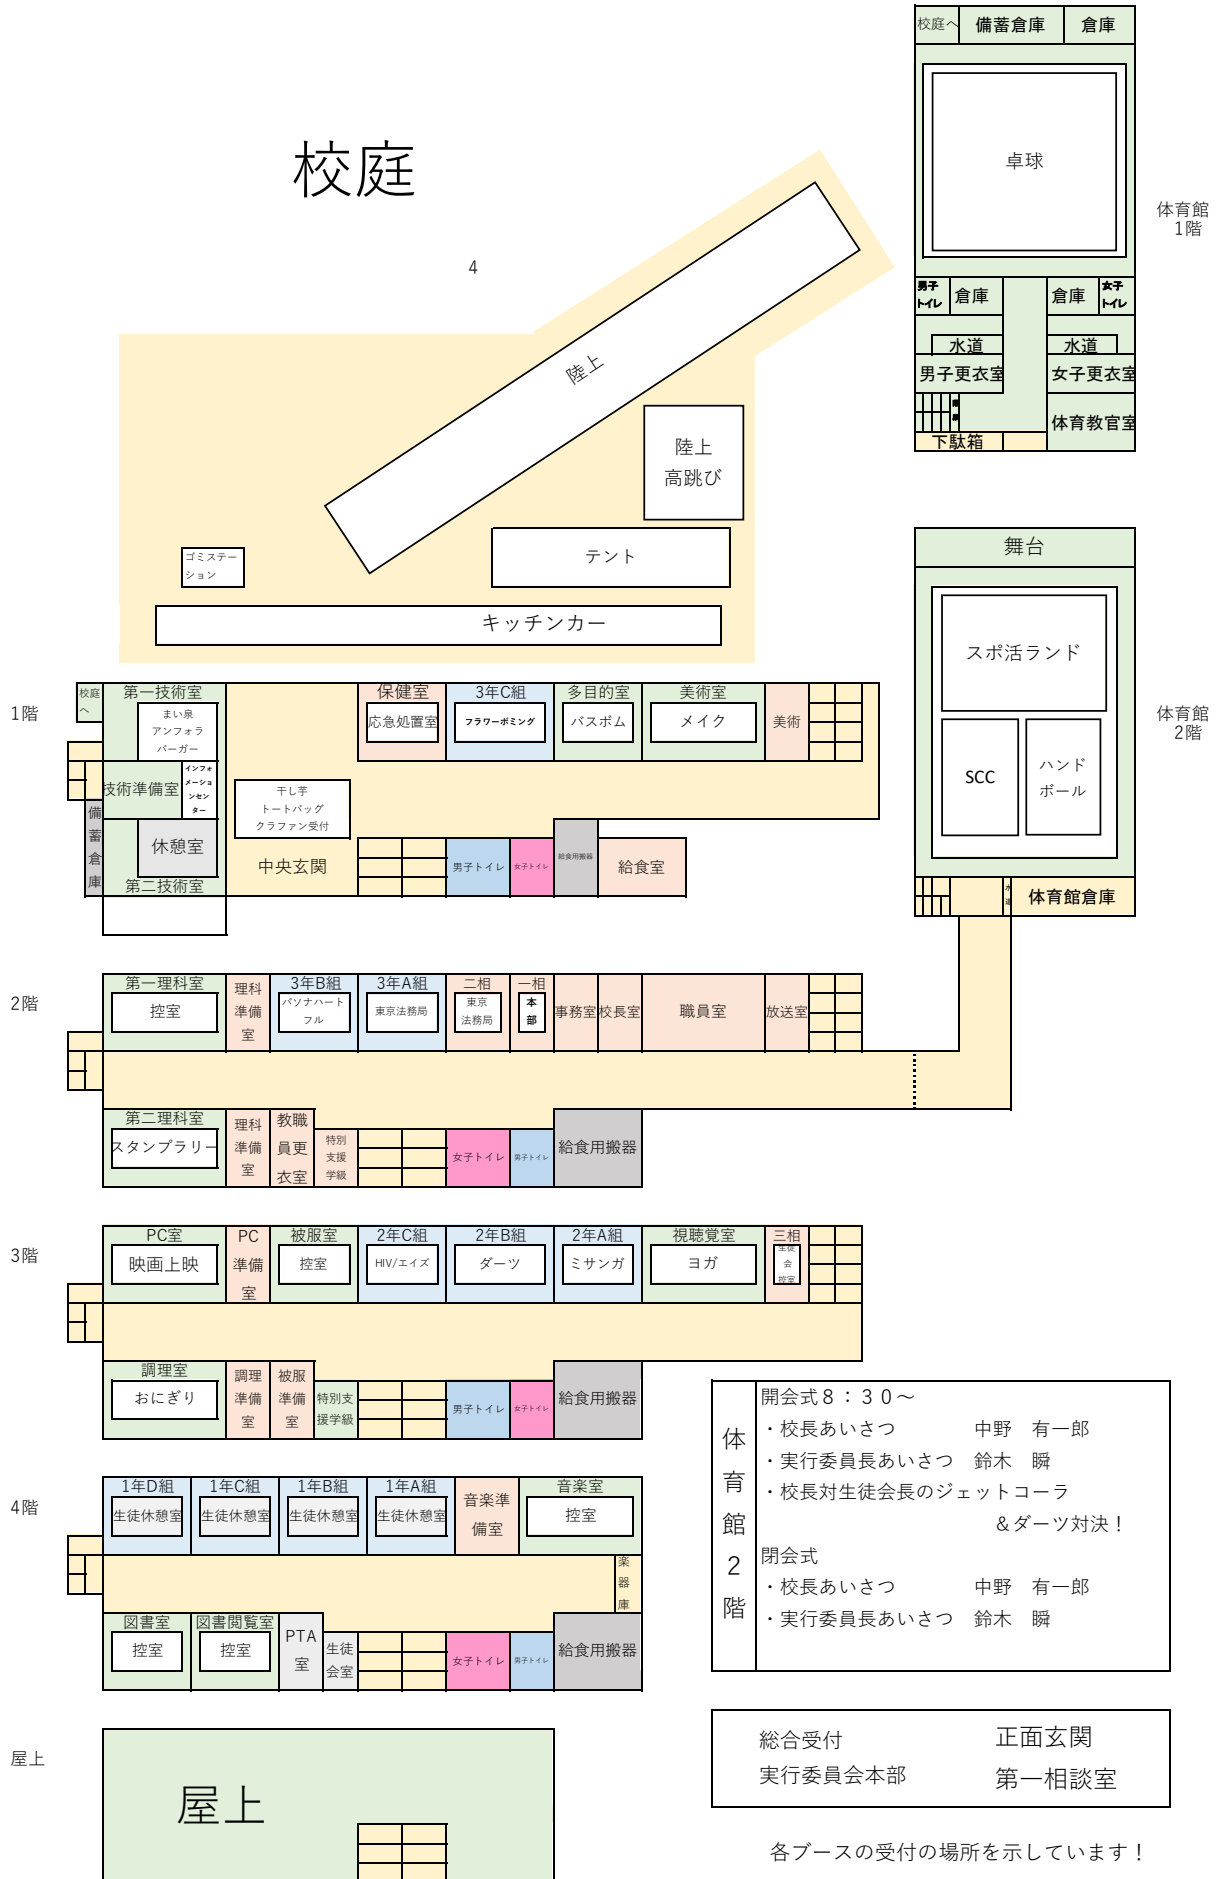 校庭へ
備蓄倉庫
倉庫
卓球
体育館
1階
男子
トイレ
倉庫
倉庫
女子
トイレ
水道
水道
男子更衣室
女子更衣室
体育教官室
下駄箱
校庭
4
陸上
陸上
高跳び
テント
ゴミステー
ション
キッチンカー
舞台
スポ活ランド
SCC
ハンド
ボール
体育館
2階
水道
体育館倉庫
1階
校庭
へ
第一技術室
まい泉
アンフォラ
バーガー
保健室
応急処置室
3年C組
フラワーボミング
多目的室
バスボム
美術室
メイク
美術
技術準備室
インフォ
メーショ
ンセン
ター
備蓄倉庫
休憩室
第二技術室
干し芋
トートバッグ
クラファン受付
中央玄関
男子トイレ
女子トイレ
給食用搬器
給食室
2階
第一理科室
控室
理科
準備
室
3年B組
パソナハート
フル
3年A組
東京法務局
二相
東京
法務局
一相
本
部
事務室
校長室
職員室
放送室
第二理科室
スタンプラリー
理科
準備
室
教職
員更
衣室
特別
支援
学級
女子トイレ
男子トイレ
給食用搬器
3階
PC室
映画上映
PC
準備
室
被服室
控室
2年C組
HIV/エイズ
2年B組
ダーツ
2年A組
ミサンガ
視聴覚室
ヨガ
三相
生徒
会
控室
調理室
おにぎり
調理
準備
室
被服
準備
室
特別支
援学級
男子トイレ
女子トイレ
給食用搬器
4階
1年D組
生徒休憩室
1年C組
生徒休憩室
1年B組
生徒休憩室
1年A組
生徒休憩室
音楽準
備室
音楽室
控室
楽
器
庫
図書室
控室
図書閲覧室
控室
PTA
室
生徒
会室
女子トイレ
男子トイレ
給食用搬器
屋上
屋上
体育館2階
開会式８：３０～
・校長あいさつ　中野　有一郎
・実行委員長あいさつ　鈴木　瞬
・校長対生徒会長のジェットコーラ
＆ダーツ対決！
閉会式
・校長あいさつ　中野　有一郎
・実行委員長あいさつ　鈴木　瞬
総合受付　正面玄関
実行委員会本部　第一相談室
各ブースの受付の場所を示しています！